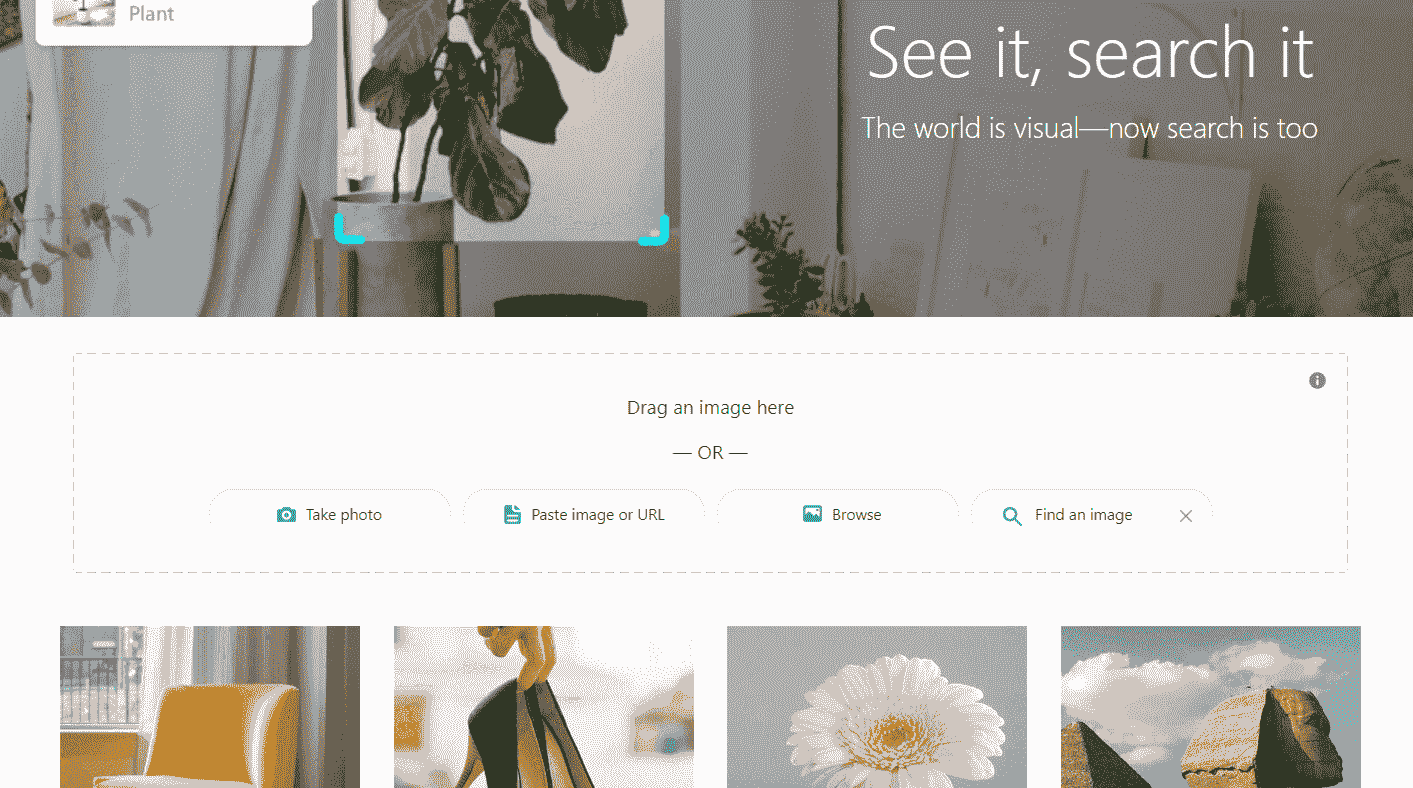 Plant
See it, search it
The world is visual—now search is too
Drag an image here
— OR —
Take photo
Paste image or URL
Browse
Find an image